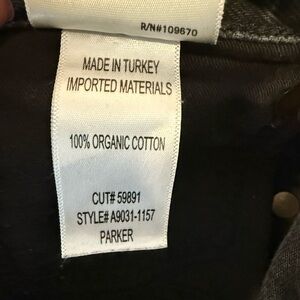 R/N#109670
MADE IN TURKEY
IMPORTED MATERIALS
100% ORGANIC COTTON
CUT# 59891
STYLE# A9031-1157
PARKER